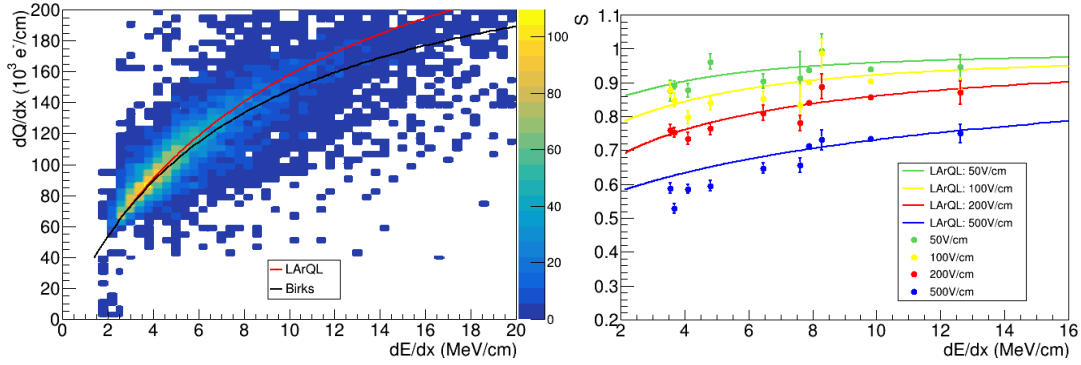 dQ/dx (10³ e⁻/cm)
200
180
160
140
120
100
80
60
40
20
0
0 2 4 6 8 10 12 14 16 18 20
dE/dx (MeV/cm)
LArQL
Birks
100
80
60
40
20
0
S
1.1
1
0.9
0.8
0.7
0.6
0.5
0.4
0.3
0.2
2 4 6 8 10 12 14 16
dE/dx (MeV/cm)
LArQL: 50V/cm
LArQL: 100V/cm
LArQL: 200V/cm
LArQL: 500V/cm
50V/cm
100V/cm
200V/cm
500V/cm